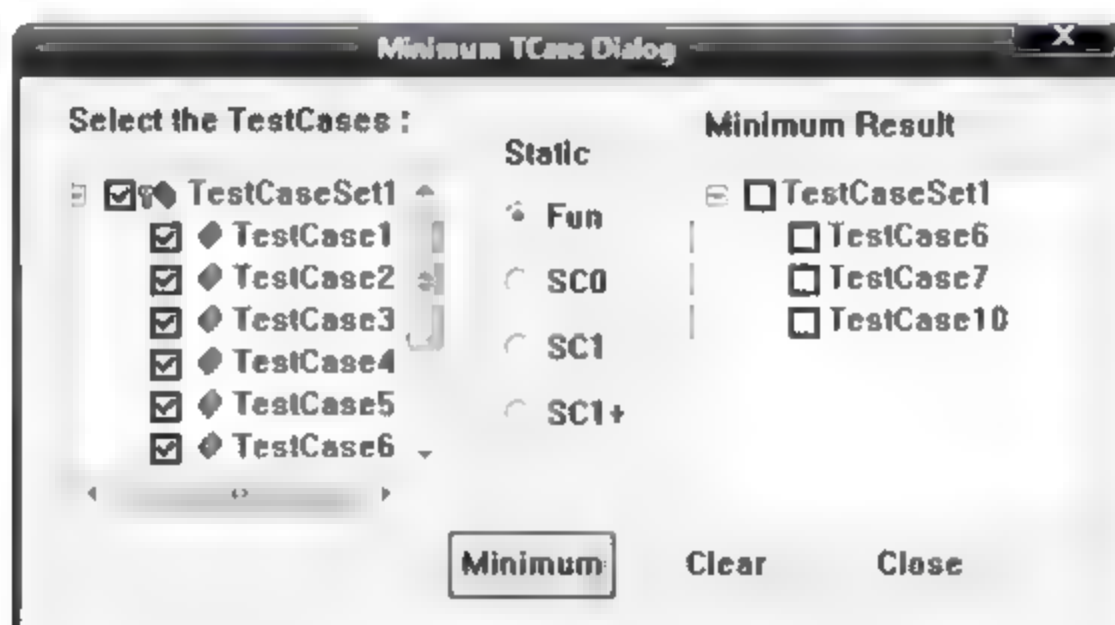 Minimum TCase Dialog
X
Select the TestCases :
TestCaseSet1
TestCase1
TestCase2
TestCase3
TestCase4
TestCase5
TestCase6
Static
Fun
SC0
SC1
SC1+
Minimum Result
TestCaseSet1
TestCase6
TestCase7
TestCase10
Minimum
Clear
Close